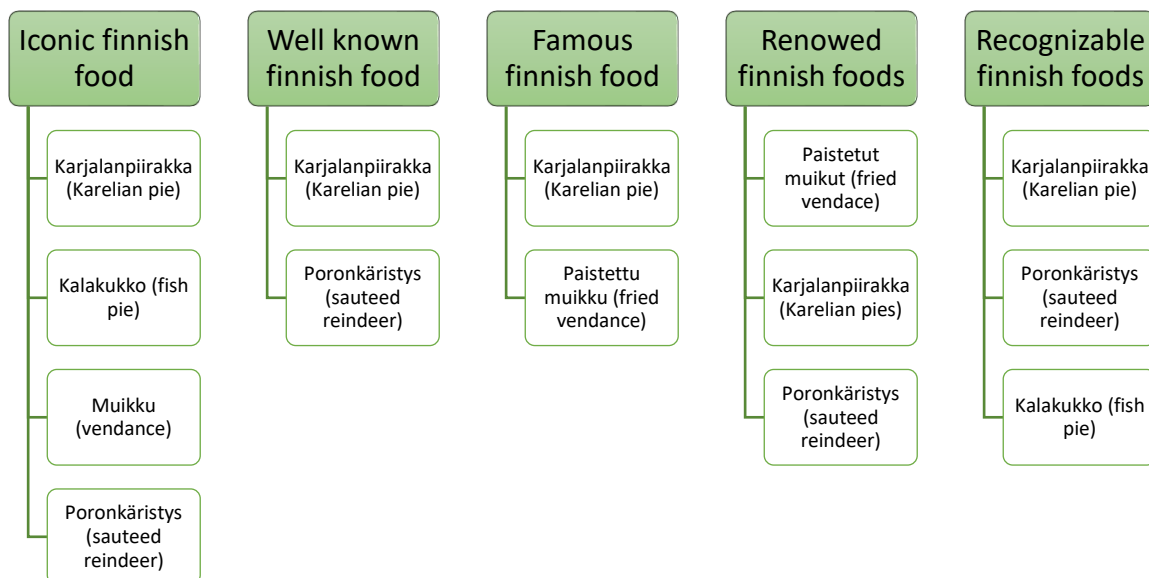 Iconic finnish
food
Karjalanpiirakka
(Karelian pie)
Kalakukko (fish
pie)
Muikku
(vendance)
Poronkäristys
(sauteed
reindeer)
Well known
finnish food
Karjalanpiirakka
(Karelian pie)
Poronkäristys
(sauteed
reindeer)
Famous
finnish food
Karjalanpiirakka
(Karelian pie)
Paistettu
muikku (fried
vendance)
Renowed
finnish foods
Paistetut
muikut (fried
vendace)
Karjalanpiirakka
(Karelian pies)
Poronkäristys
(sauteed
reindeer)
Recognizable
finnish foods
Karjalanpiirakka
(Karelian pie)
Poronkäristys
(sauteed
reindeer)
Kalakukko (fish
pie)